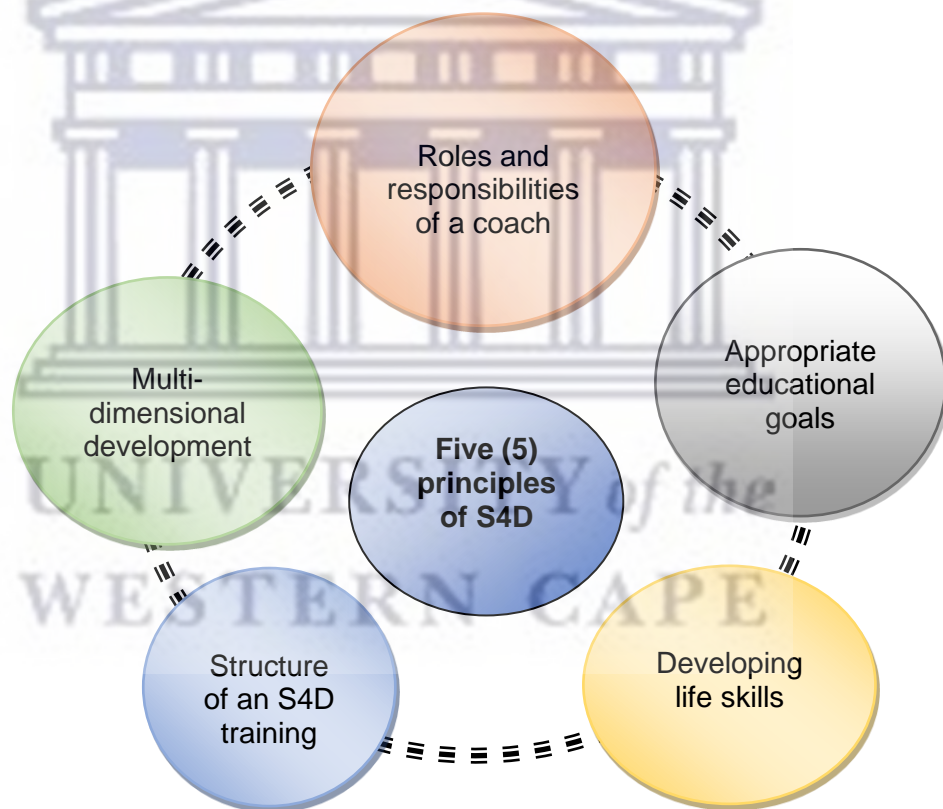 Roles and
responsibilities
of a coach
Appropriate
educational
goals
Multi-
dimensional
development
Five (5)
principles
of S4D
UNIVERSITY of the
WESTERN CAPE
Structure
of an S4D
training
Developing
life skills